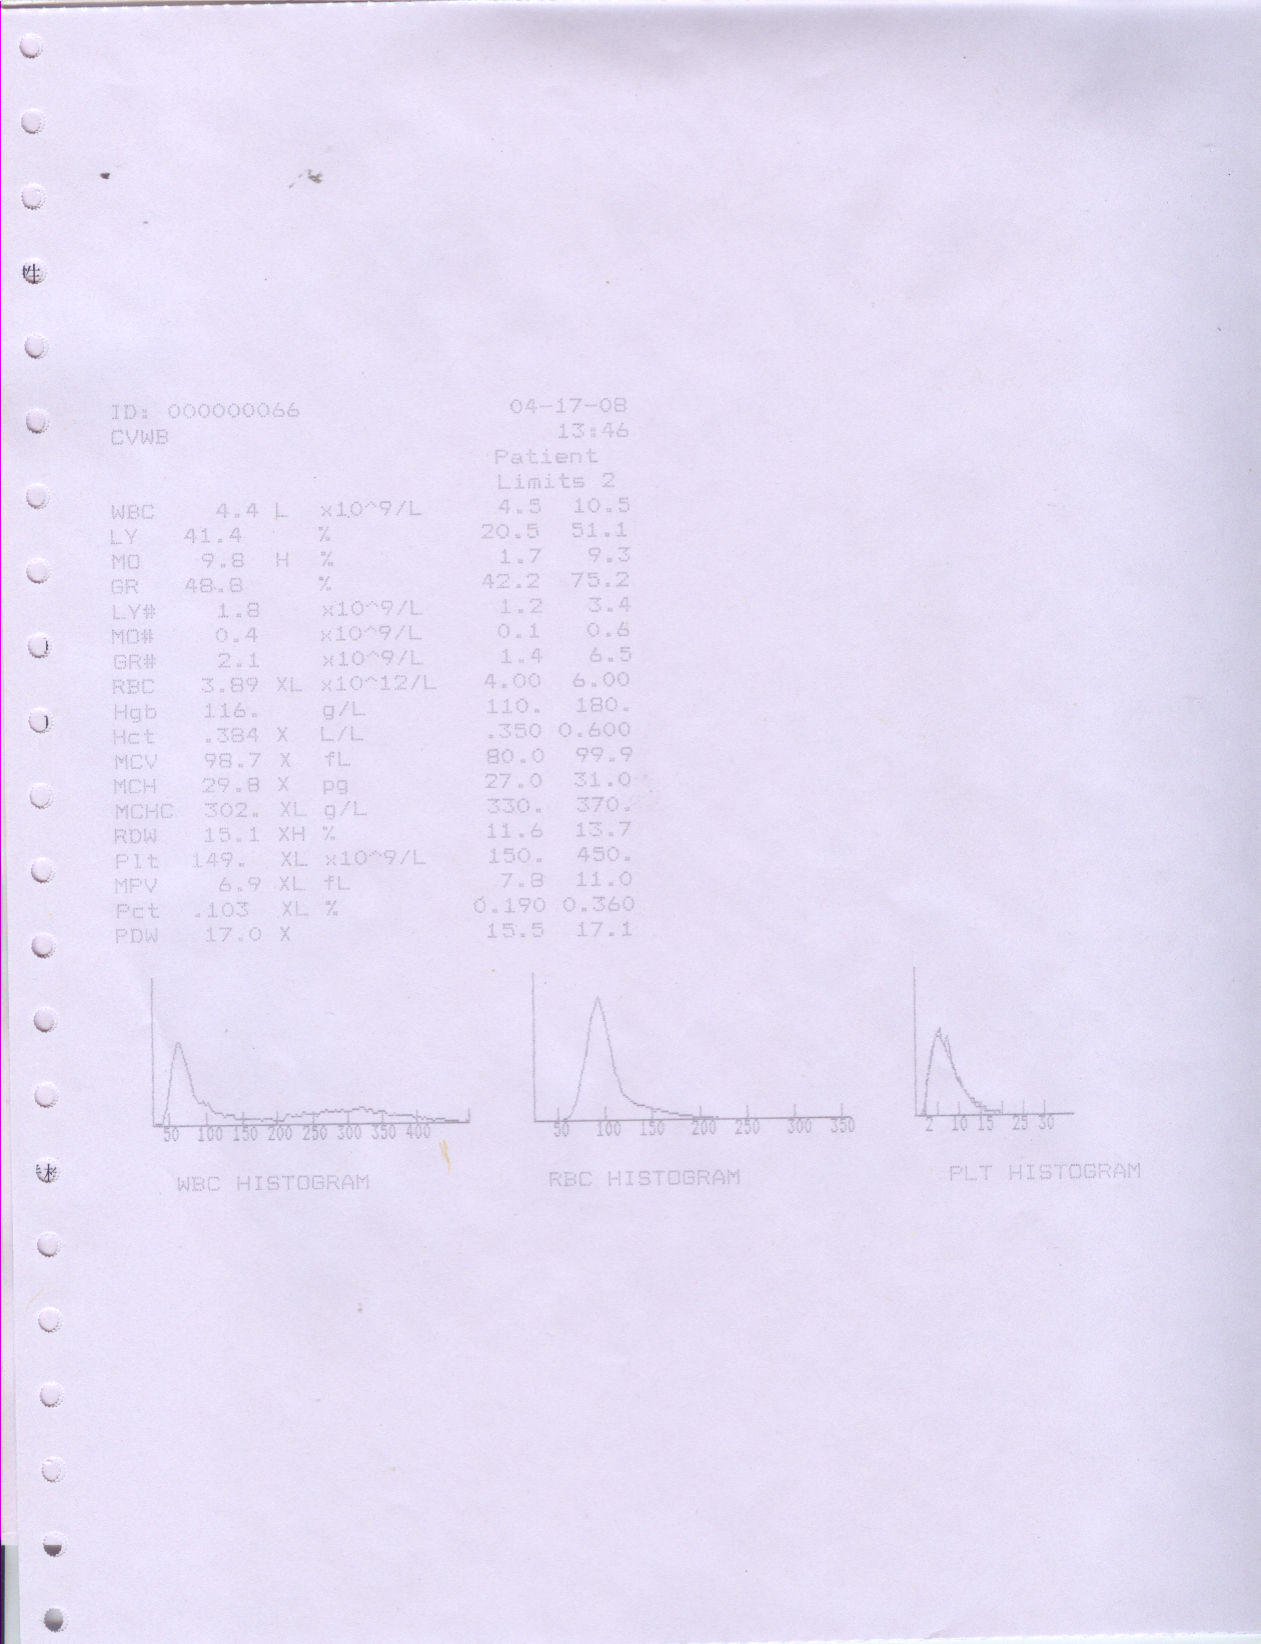 ID: 000000066 04-17-08
CVWB 13:46
Patient
Limits 2
WBC 4.4 L x10^9/L 4.5 10.5
LY 41.4 % 20.5 51.1
MO 9.8 H % 1.7 9.3
GR 48.8 % 42.2 75.2
LY# 1.8 x10^9/L 1.2 3.4
MO# 0.4 x10^9/L 0.1 0.6
GR# 2.1 x10^9/L 1.4 6.5
RBC 3.89 XL x10^12/L 4.00 6.00
Hgb 116. g/L 110. 180.
Hct .384 X L/L .350 0.600
MCV 98.7 X fL 80.0 99.9
MCH 29.8 X pg 27.0 31.0
MCHC 302. XL g/L 330. 370.
RDW 15.1 XH % 11.6 13.7
Plt 149. XL x10^9/L 150. 450.
MPV 6.9 XL fL 7.8 11.0
Pct .103 XL % 0.190 0.360
PDW 17.0 X 15.5 17.1
50 100 150 200 250 300 350 400
50 100 150 200 250 300 350
2 10 15 25 30
WBC HISTOGRAM
RBC HISTOGRAM
PLT HISTOGRAM